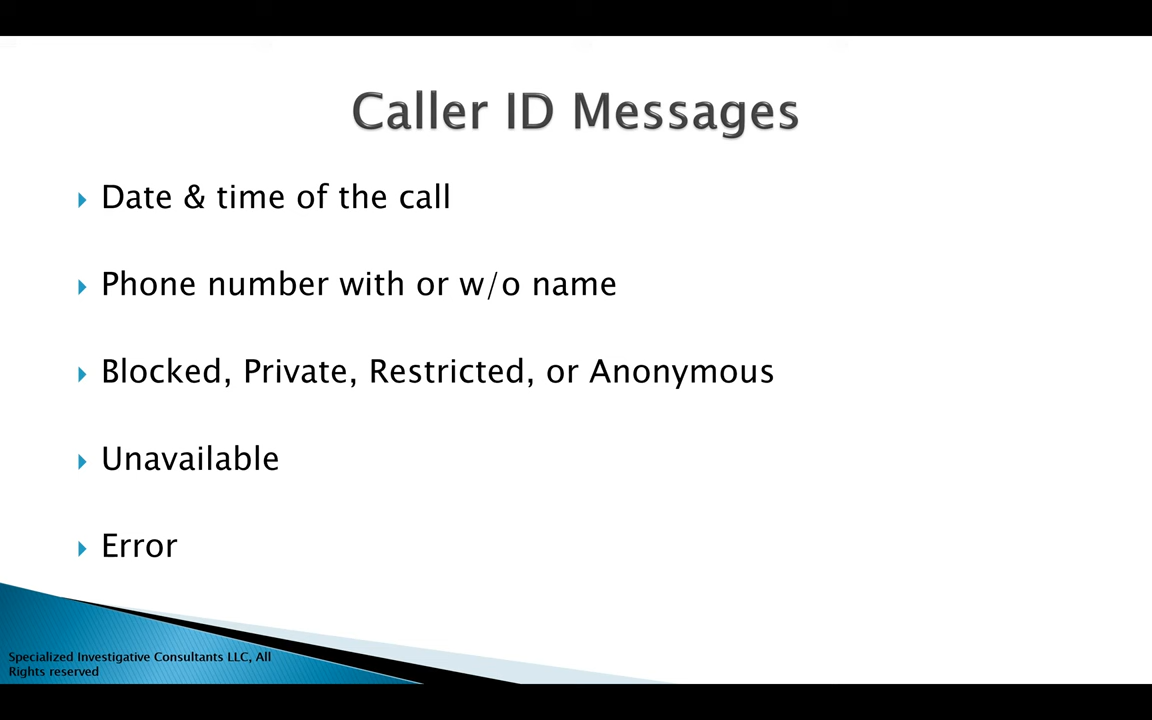 Caller ID Messages
Date & time of the call
Phone number with or w/o name
Blocked, Private, Restricted, or Anonymous
Unavailable
Error
Specialized Investigative Consultants LLC, All
Rights reserved